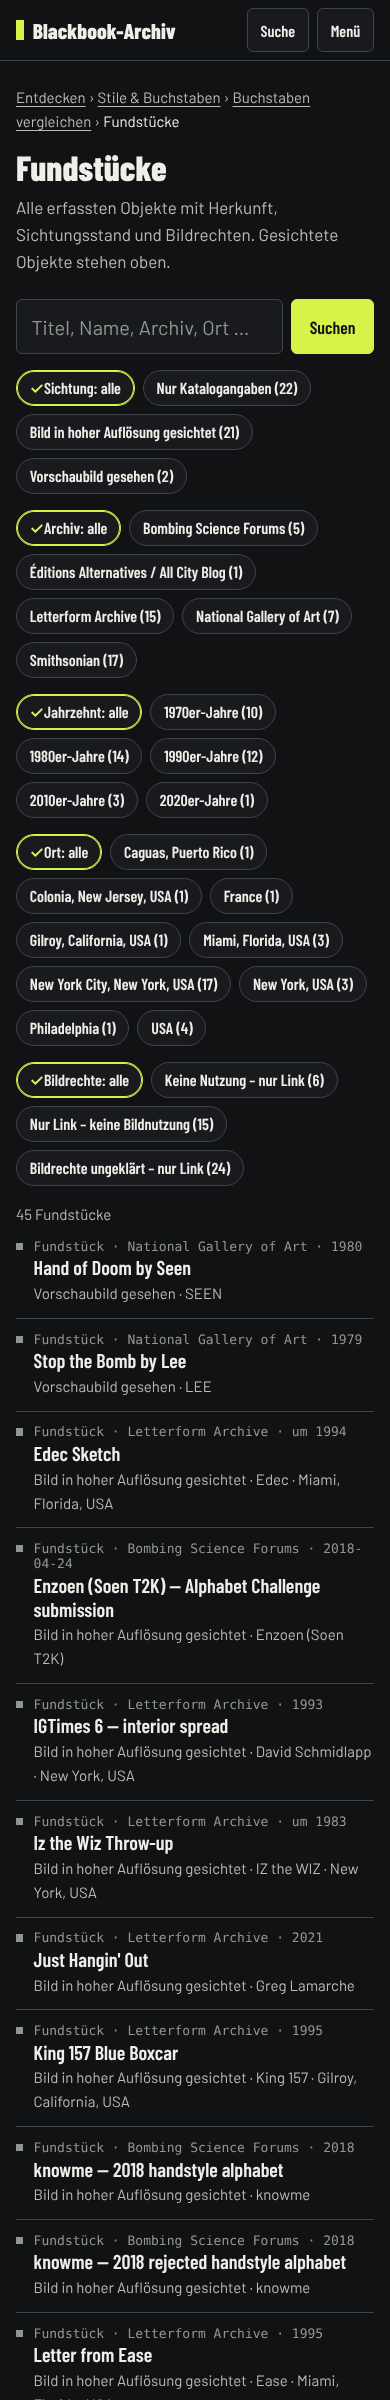 Blackbook-Archiv
Suche
Menü
Entdecken › Stile & Buchstaben › Buchstaben
vergleichen › Fundstücke
Fundstücke
Alle erfassten Objekte mit Herkunft,
Sichtungsstand und Bildrechten. Gesichtete
Objekte stehen oben.
Titel, Name, Archiv, Ort ...
Suchen
✓Sichtung: alle
Nur Katalogangaben (22)
Bild in hoher Auflösung gesichtet (21)
Vorschaubild gesehen (2)
✓Archiv: alle
Bombing Science Forums (5)
Éditions Alternatives / All City Blog (1)
Letterform Archive (15)
National Gallery of Art (7)
Smithsonian (17)
✓Jahrzehnt: alle
1970er-Jahre (10)
1980er-Jahre (14)
1990er-Jahre (12)
2010er-Jahre (3)
2020er-Jahre (1)
✓Ort: alle
Caguas, Puerto Rico (1)
Colonia, New Jersey, USA (1)
France (1)
Gilroy, California, USA (1)
Miami, Florida, USA (3)
New York City, New York, USA (17)
New York, USA (3)
Philadelphia (1)
USA (4)
✓Bildrechte: alle
Keine Nutzung – nur Link (6)
Nur Link – keine Bildnutzung (15)
Bildrechte ungeklärt – nur Link (24)
45 Fundstücke
Fundstück · National Gallery of Art · 1980
Hand of Doom by Seen
Vorschaubild gesehen · SEEN
Fundstück · National Gallery of Art · 1979
Stop the Bomb by Lee
Vorschaubild gesehen · LEE
Fundstück · Letterform Archive · um 1994
Edec Sketch
Bild in hoher Auflösung gesichtet · Edec · Miami,
Florida, USA
Fundstück · Bombing Science Forums · 2018-
04-24
Enzoen (Soen T2K) — Alphabet Challenge
submission
Bild in hoher Auflösung gesichtet · Enzoen (Soen
T2K)
Fundstück · Letterform Archive · 1993
IGTimes 6 — interior spread
Bild in hoher Auflösung gesichtet · David Schmidlapp
· New York, USA
Fundstück · Letterform Archive · um 1983
Iz the Wiz Throw-up
Bild in hoher Auflösung gesichtet · IZ the WIZ · New
York, USA
Fundstück · Letterform Archive · 2021
Just Hangin' Out
Bild in hoher Auflösung gesichtet · Greg Lamarche
Fundstück · Letterform Archive · 1995
King 157 Blue Boxcar
Bild in hoher Auflösung gesichtet · King 157 · Gilroy,
California, USA
Fundstück · Bombing Science Forums · 2018
knowme — 2018 handstyle alphabet
Bild in hoher Auflösung gesichtet · knowme
Fundstück · Bombing Science Forums · 2018
knowme — 2018 rejected handstyle alphabet
Bild in hoher Auflösung gesichtet · knowme
Fundstück · Letterform Archive · 1995
Letter from Ease
Bild in hoher Auflösung gesichtet · Ease · Miami,